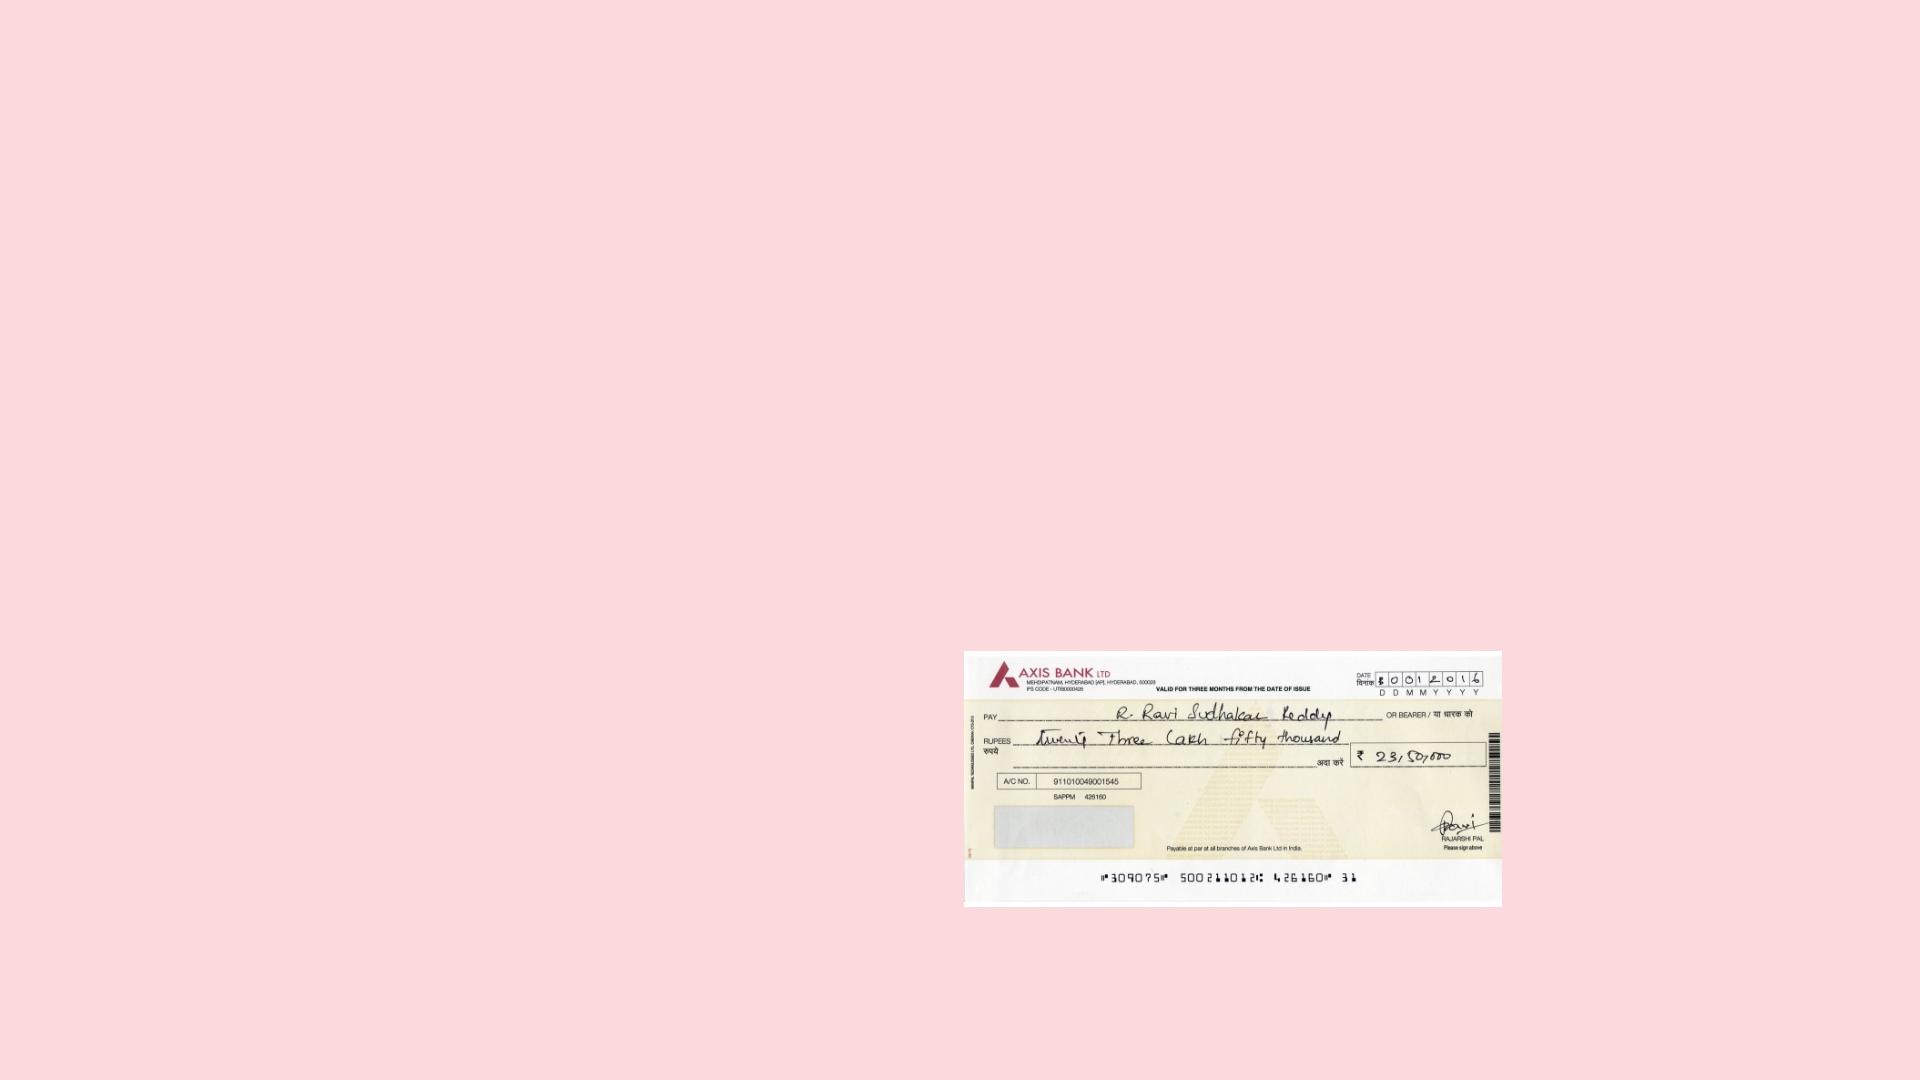 AXIS BANK LTD
MEHDIPATNAM, HYDERABAD [AP], HYDERABAD, 500028
IFS CODE - UTIB0000426
VALID FOR THREE MONTHS FROM THE DATE OF ISSUE
DATE
दिनांक 0 0 1 2 0 1 6
D D M M Y Y Y Y
PAY R. Ravi Sudhakar Reddy OR BEARER / या धारक को
RUPEES Twenty Three Lakh fifty thousand
रुपये
अदा करें ₹ 23,50,000
A/C NO. 911010049001545
SAPPM 426160
RAJARSHI PAL
Please sign above
Payable at par at all branches of Axis Bank Ltd in India.
⑈309075⑈ 500211012⑆ 426160⑈ 31